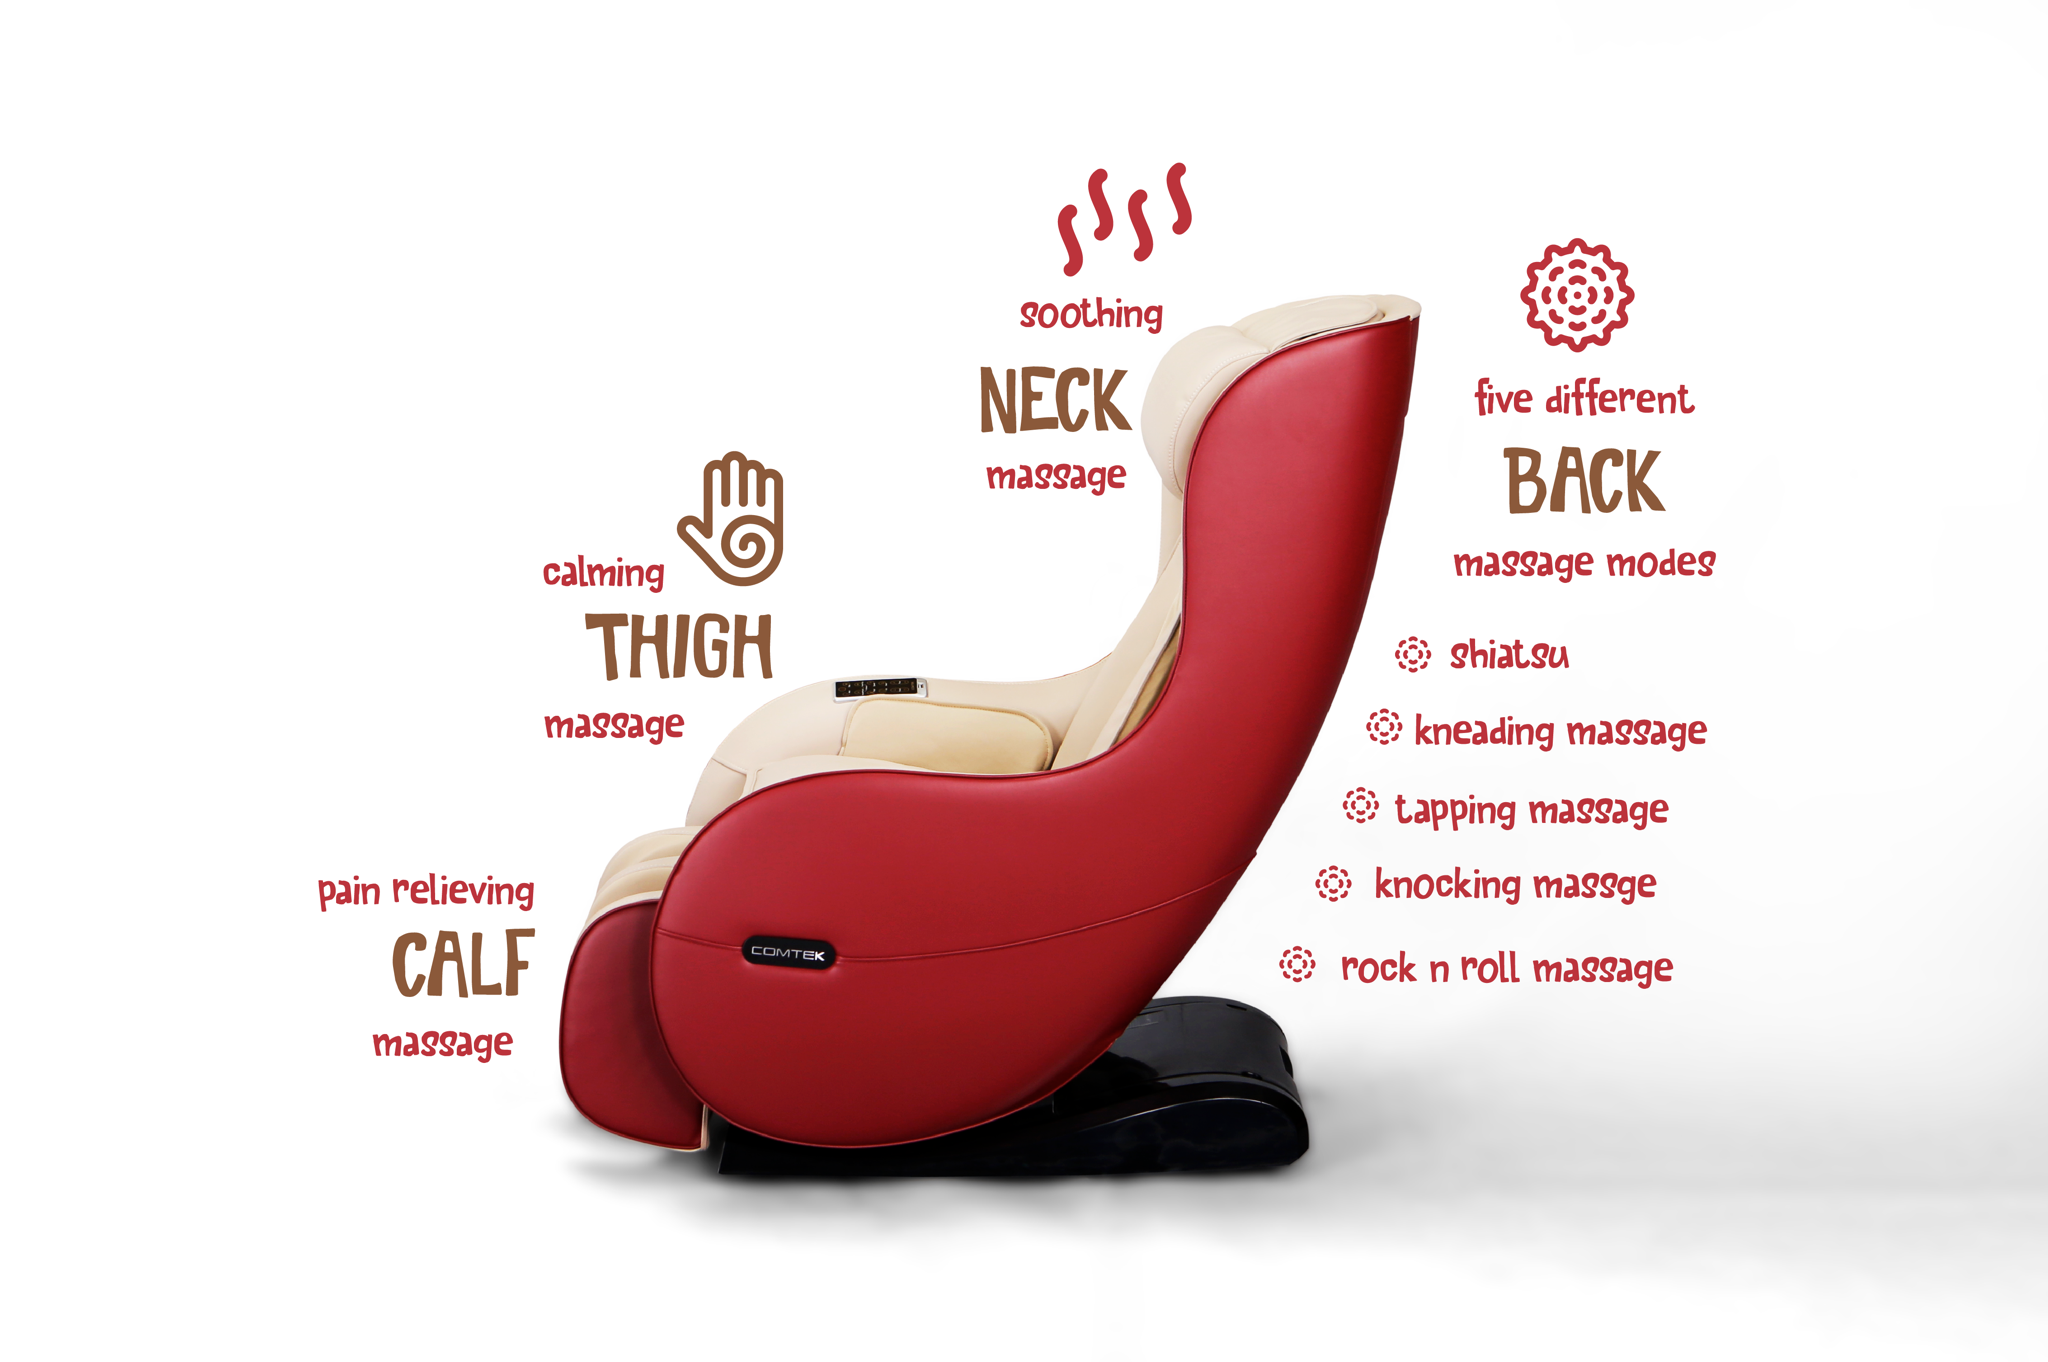 soothing
NECK
massage
five different
BACK
massage modes
calming
THIGH
massage
shiatsu
kneading massage
tapping massage
knocking massge
rock n roll massage
pain relieving
CALF
massage
COMTEK